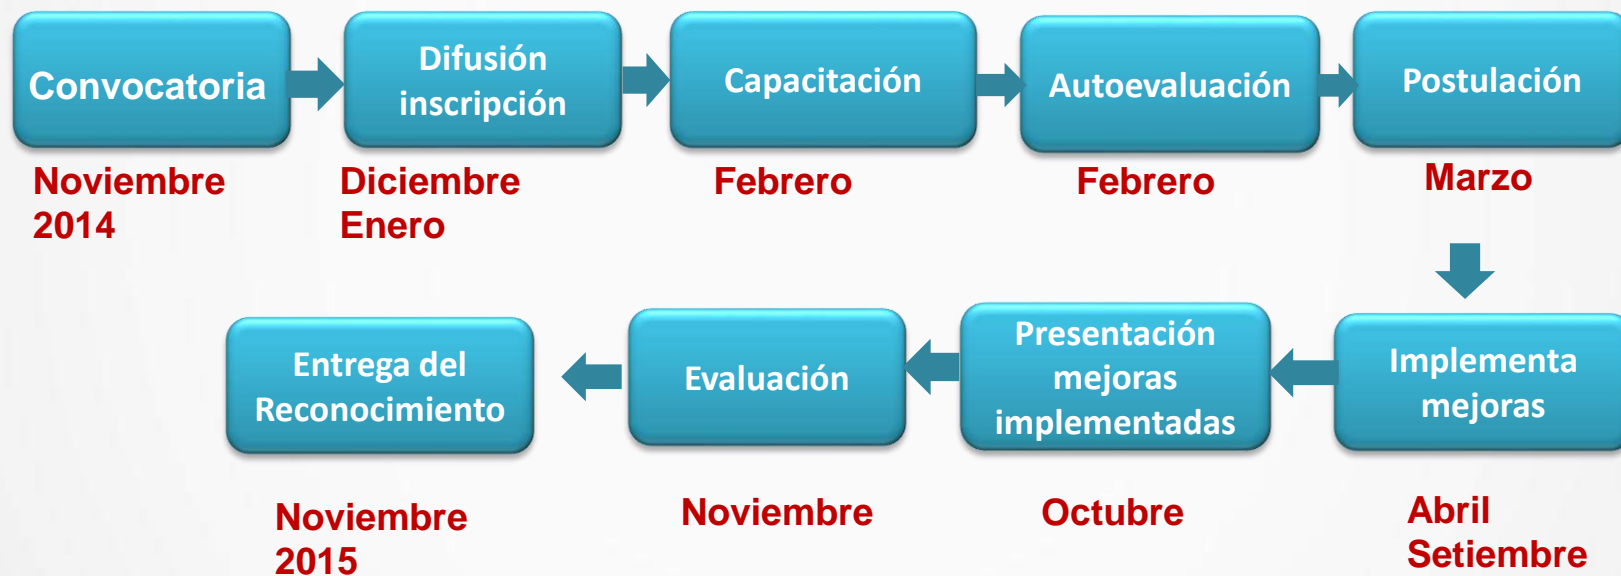 Convocatoria
Difusión
inscripción
Capacitación
Autoevaluación
Postulación
Noviembre
2014
Diciembre
Enero
Febrero
Febrero
Marzo
Entrega del
Reconocimiento
Evaluación
Presentación
mejoras
implementadas
Implementa
mejoras
Noviembre
2015
Noviembre
Octubre
Abril
Setiembre